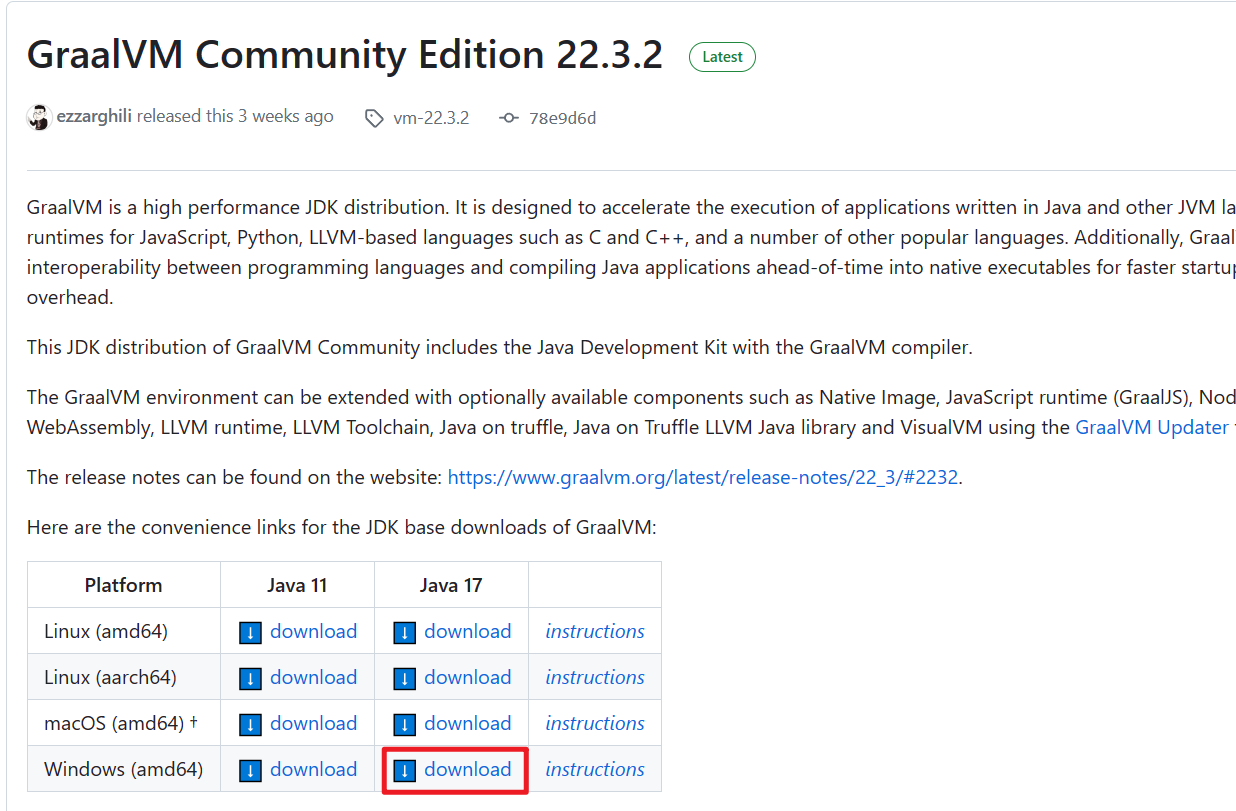 GraalVM Community Edition 22.3.2 Latest
ezzarghili released this 3 weeks ago vm-22.3.2 78e9d6d
GraalVM is a high performance JDK distribution. It is designed to accelerate the execution of applications written in Java and other JVM la
runtimes for JavaScript, Python, LLVM-based languages such as C and C++, and a number of other popular languages. Additionally, Graal
interoperability between programming languages and compiling Java applications ahead-of-time into native executables for faster startup
overhead.
This JDK distribution of GraalVM Community includes the Java Development Kit with the GraalVM compiler.
The GraalVM environment can be extended with optionally available components such as Native Image, JavaScript runtime (GraalJS), Nod
WebAssembly, LLVM runtime, LLVM Toolchain, Java on truffle, Java on Truffle LLVM Java library and VisualVM using the GraalVM Updater
The release notes can be found on the website: https://www.graalvm.org/latest/release-notes/22_3/#2232.
Here are the convenience links for the JDK base downloads of GraalVM:
Platform Java 11 Java 17
Linux (amd64) download download instructions
Linux (aarch64) download download instructions
macOS (amd64) † download download instructions
Windows (amd64) download download instructions